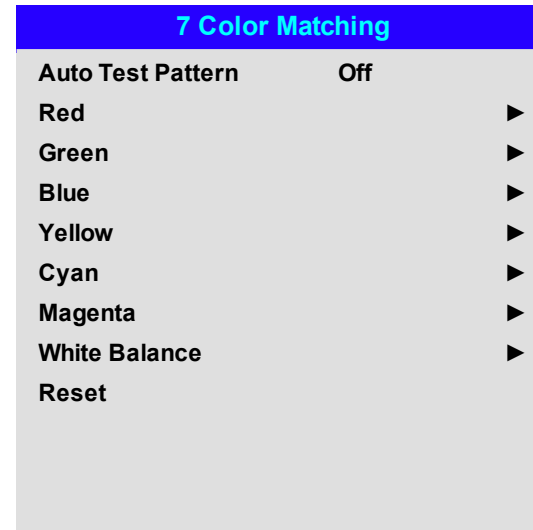 7 Color Matching
Auto Test Pattern Off
Red ►
Green ►
Blue ►
Yellow ►
Cyan ►
Magenta ►
White Balance ►
Reset